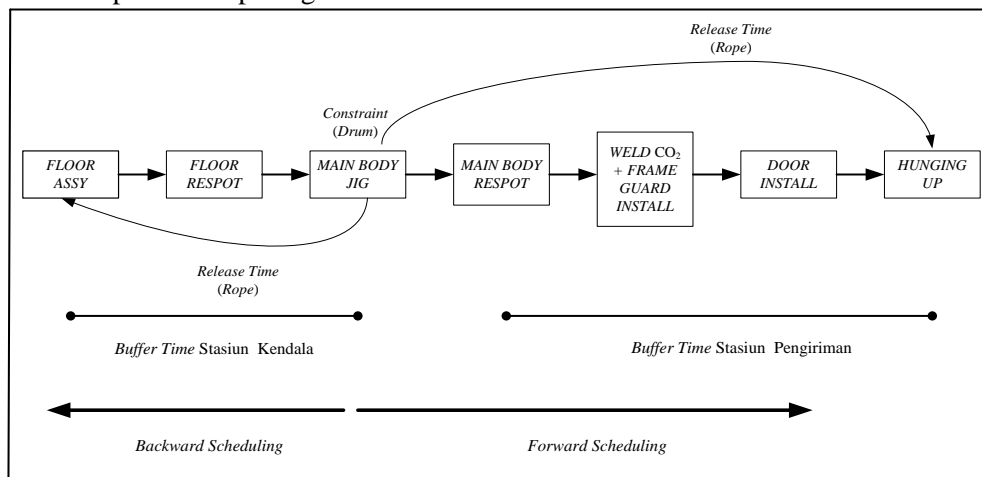 Release Time
(Rope)
Constraint
(Drum)
FLOOR
ASSY
FLOOR
RESPOT
MAIN BODY
JIG
MAIN BODY
RESPOT
WELD CO₂
+ FRAME
GUARD
INSTALL
DOOR
INSTALL
HUNGING
UP
Release Time
(Rope)
Buffer Time Stasiun Kendala
Buffer Time Stasiun Pengiriman
Backward Scheduling
Forward Scheduling